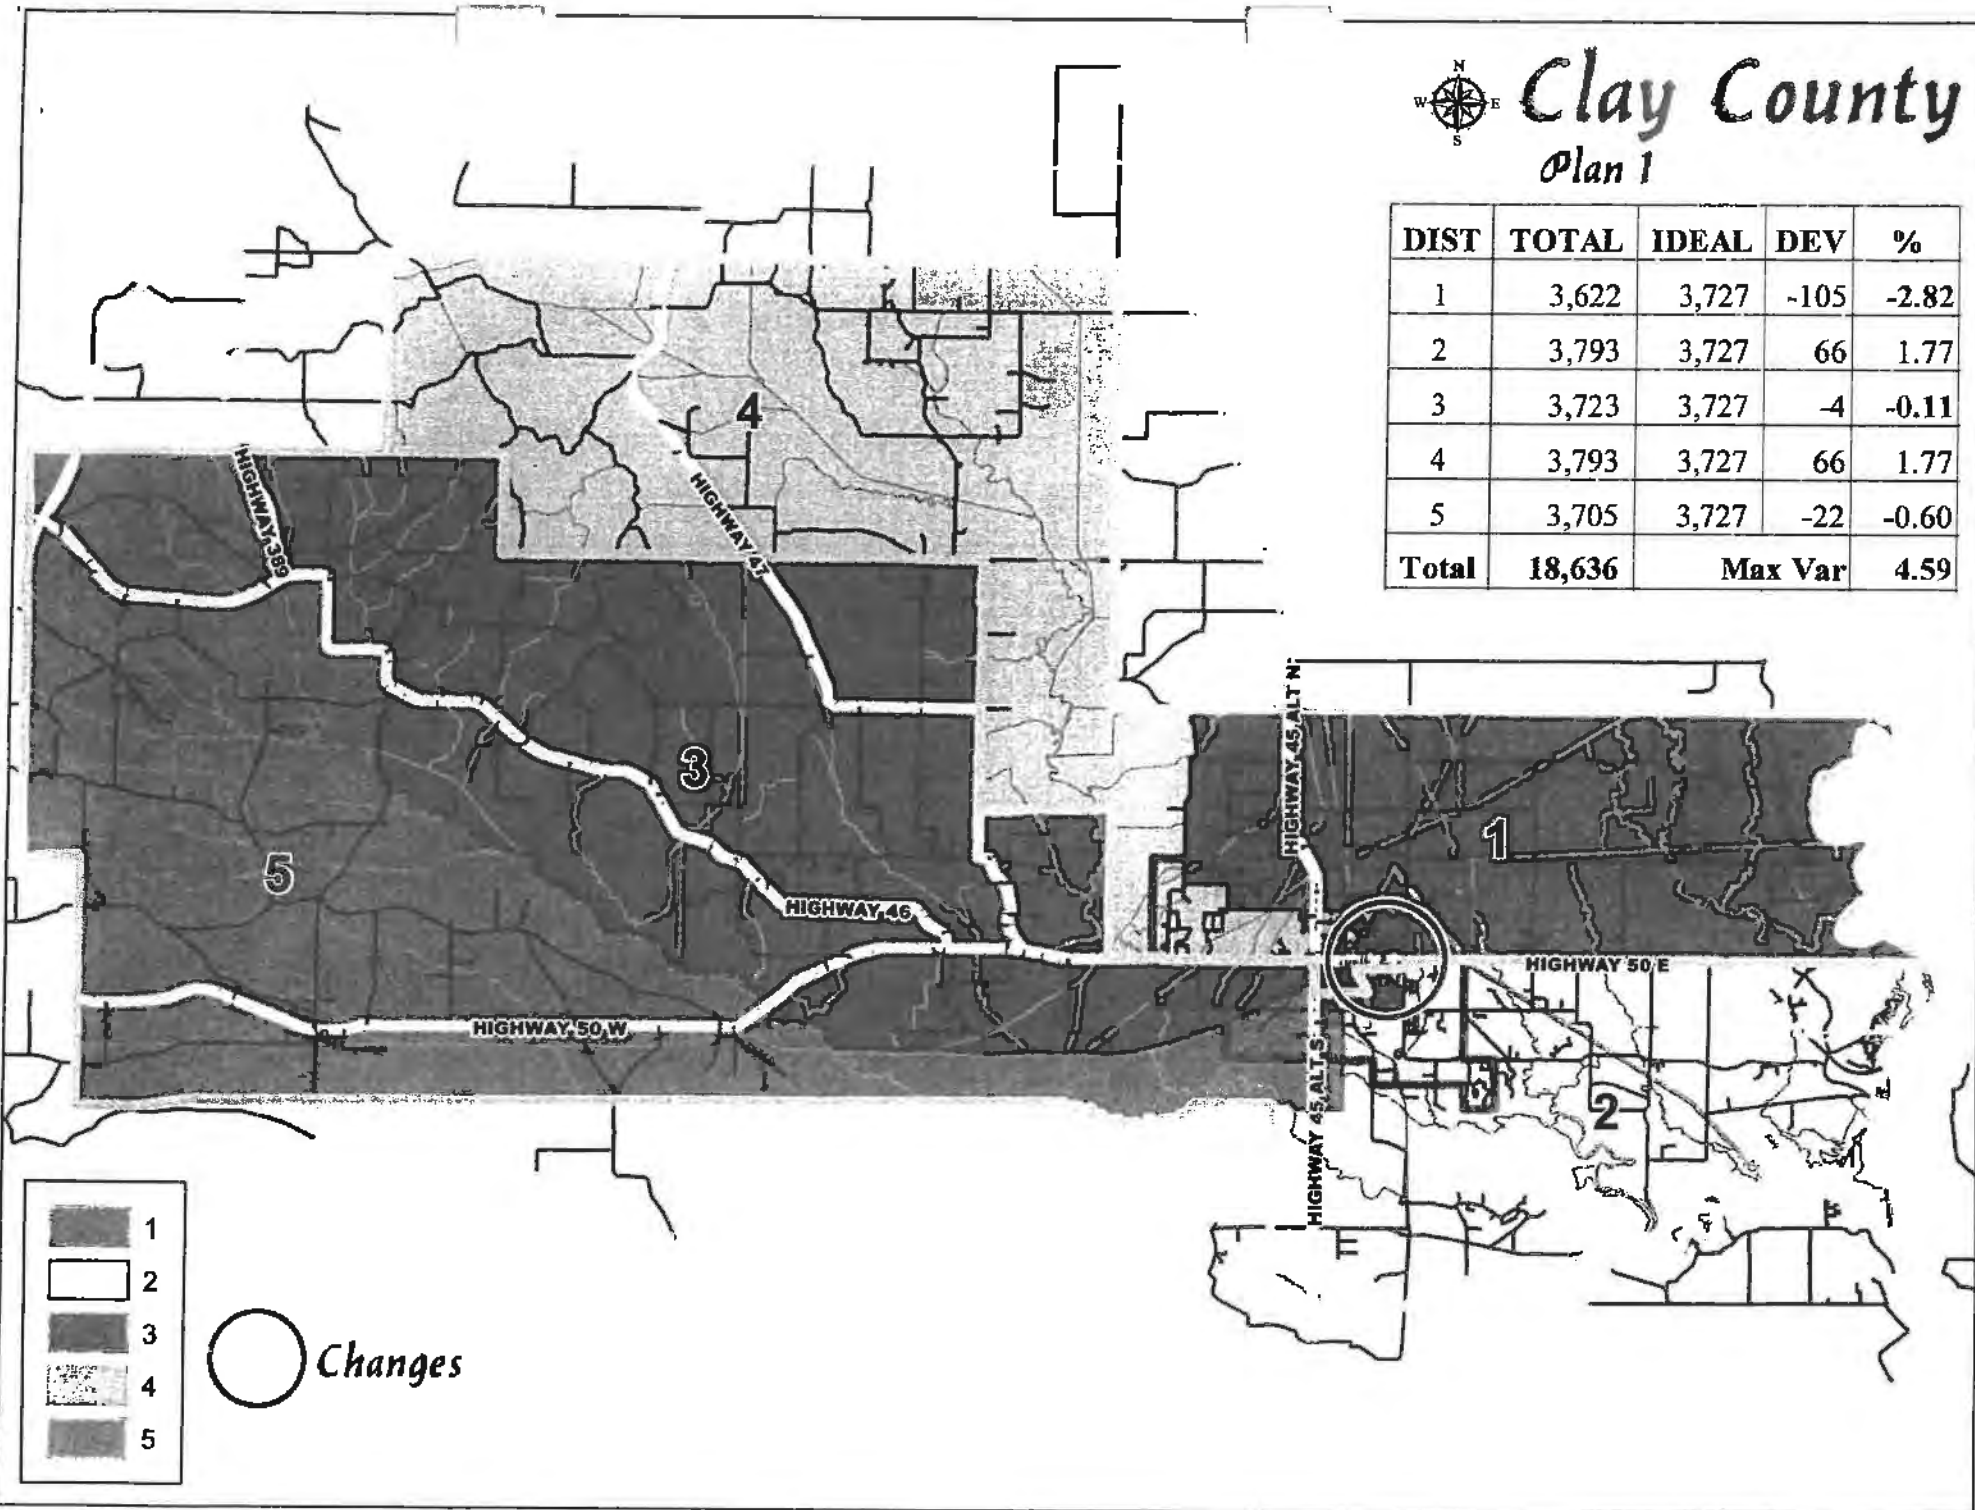 N
W E
S
Clay County
Plan 1
DIST TOTAL IDEAL DEV %
1 3,622 3,727 -105 -2.82
2 3,793 3,727 66 1.77
3 3,723 3,727 -4 -0.11
4 3,793 3,727 66 1.77
5 3,705 3,727 -22 -0.60
Total 18,636 Max Var 4.59
4
HIGHWAY 389
HIGHWAY 47
HIGHWAY 45 ALT N
3
1
5
HIGHWAY 46
HIGHWAY 50 E
HIGHWAY 50 W
HIGHWAY 45 ALT S
2
1
2
3
4
5
Changes